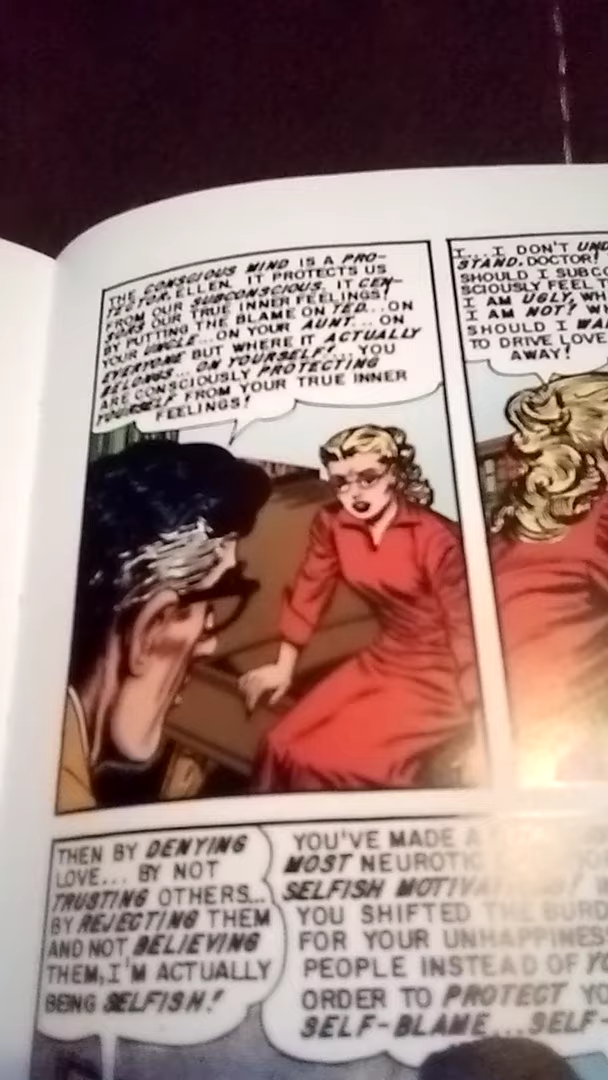 THE CONSCIOUS MIND IS A PRO-
TECTOR, ELLEN. IT PROTECTS US
FROM OUR SUBCONSCIOUS. IT CEN-
SORS OUR TRUE INNER FEELINGS!
BY PUTTING THE BLAME ON TED...ON
YOUR UNCLE...ON YOUR AUNT... ON
EVERYONE BUT WHERE IT ACTUALLY
BELONGS... ON YOURSELF!... YOU
ARE CONSCIOUSLY PROTECTING
YOURSELF FROM YOUR TRUE INNER
FEELINGS!
I...I DON'T
STAND, DOCTOR!
SHOULD I
SCIOUSLY FEEL
I AM UGLY,
I AM NOT?
SHOULD I
TO DRIVE LOVE
AWAY!
THEN BY DENYING
LOVE... BY NOT
TRUSTING OTHERS...
BY REJECTING THEM
AND NOT BELIEVING
THEM, I'M ACTUALLY
BEING SELFISH!
YOU'VE MADE A
MOST NEUROTIC
SELFISH
YOU SHIFTED THE
FOR YOUR UNHAPPINESS
PEOPLE INSTEAD OF
ORDER TO PROTECT
SELF-BLAME...SELF-